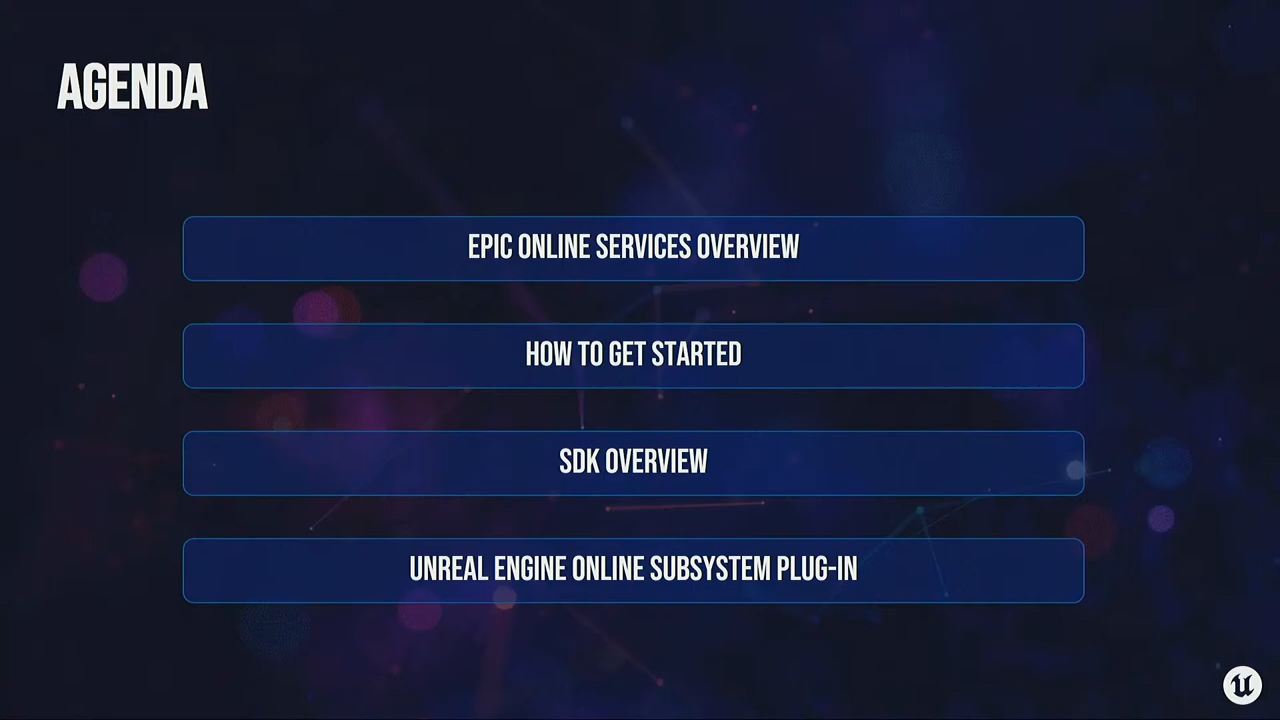 AGENDA
EPIC ONLINE SERVICES OVERVIEW
HOW TO GET STARTED
SDK OVERVIEW
UNREAL ENGINE ONLINE SUBSYSTEM PLUG-IN